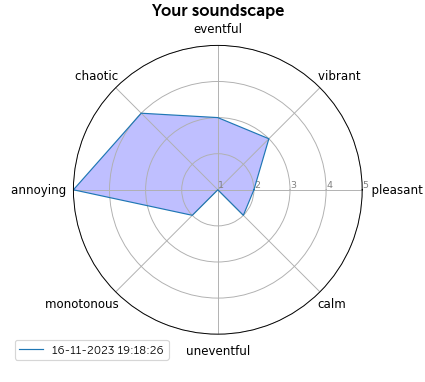 Your soundscape
eventful
chaotic
vibrant
annoying
1 2 3 4 5
pleasant
monotonous
calm
uneventful
16-11-2023 19:18:26